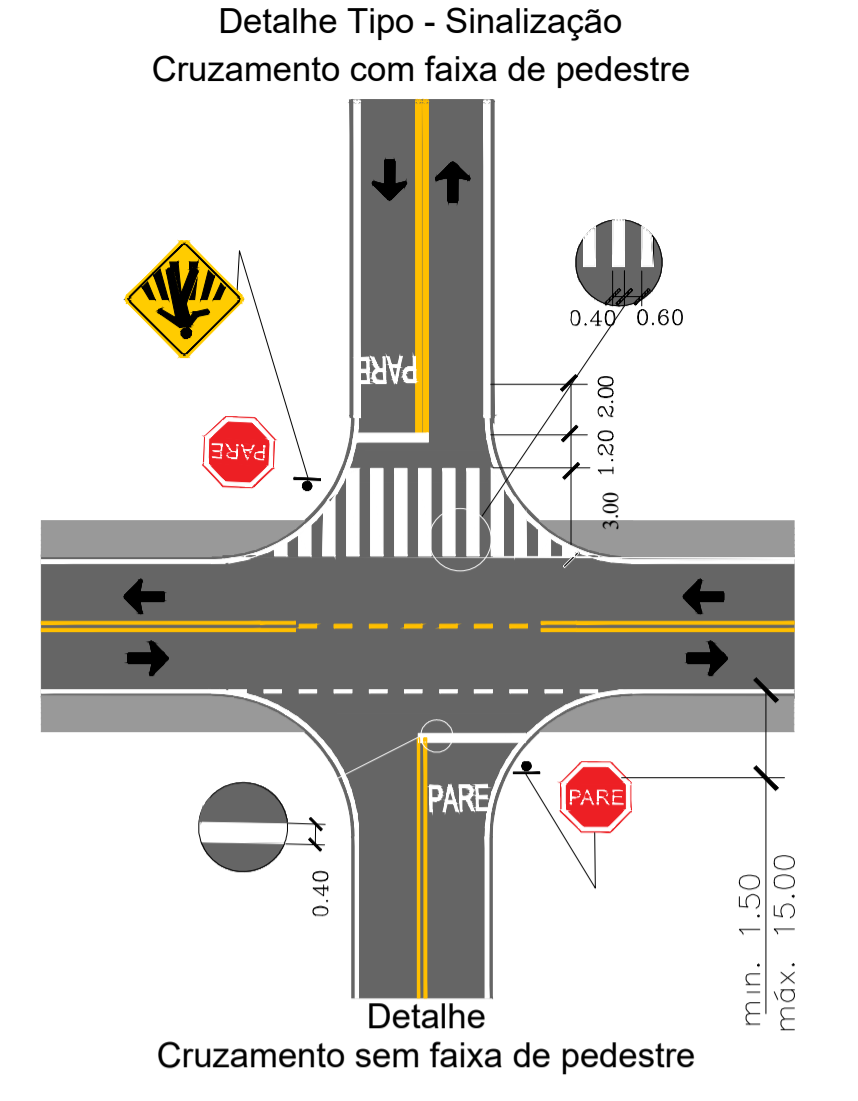 Detalhe Tipo - Sinalização
Cruzamento com faixa de pedestre
0.40 0.60
PARE
2.00
PARE
1.20
3.00
PARE
PARE
0.40
min. 1.50
máx. 15.00
Detalhe
Cruzamento sem faixa de pedestre